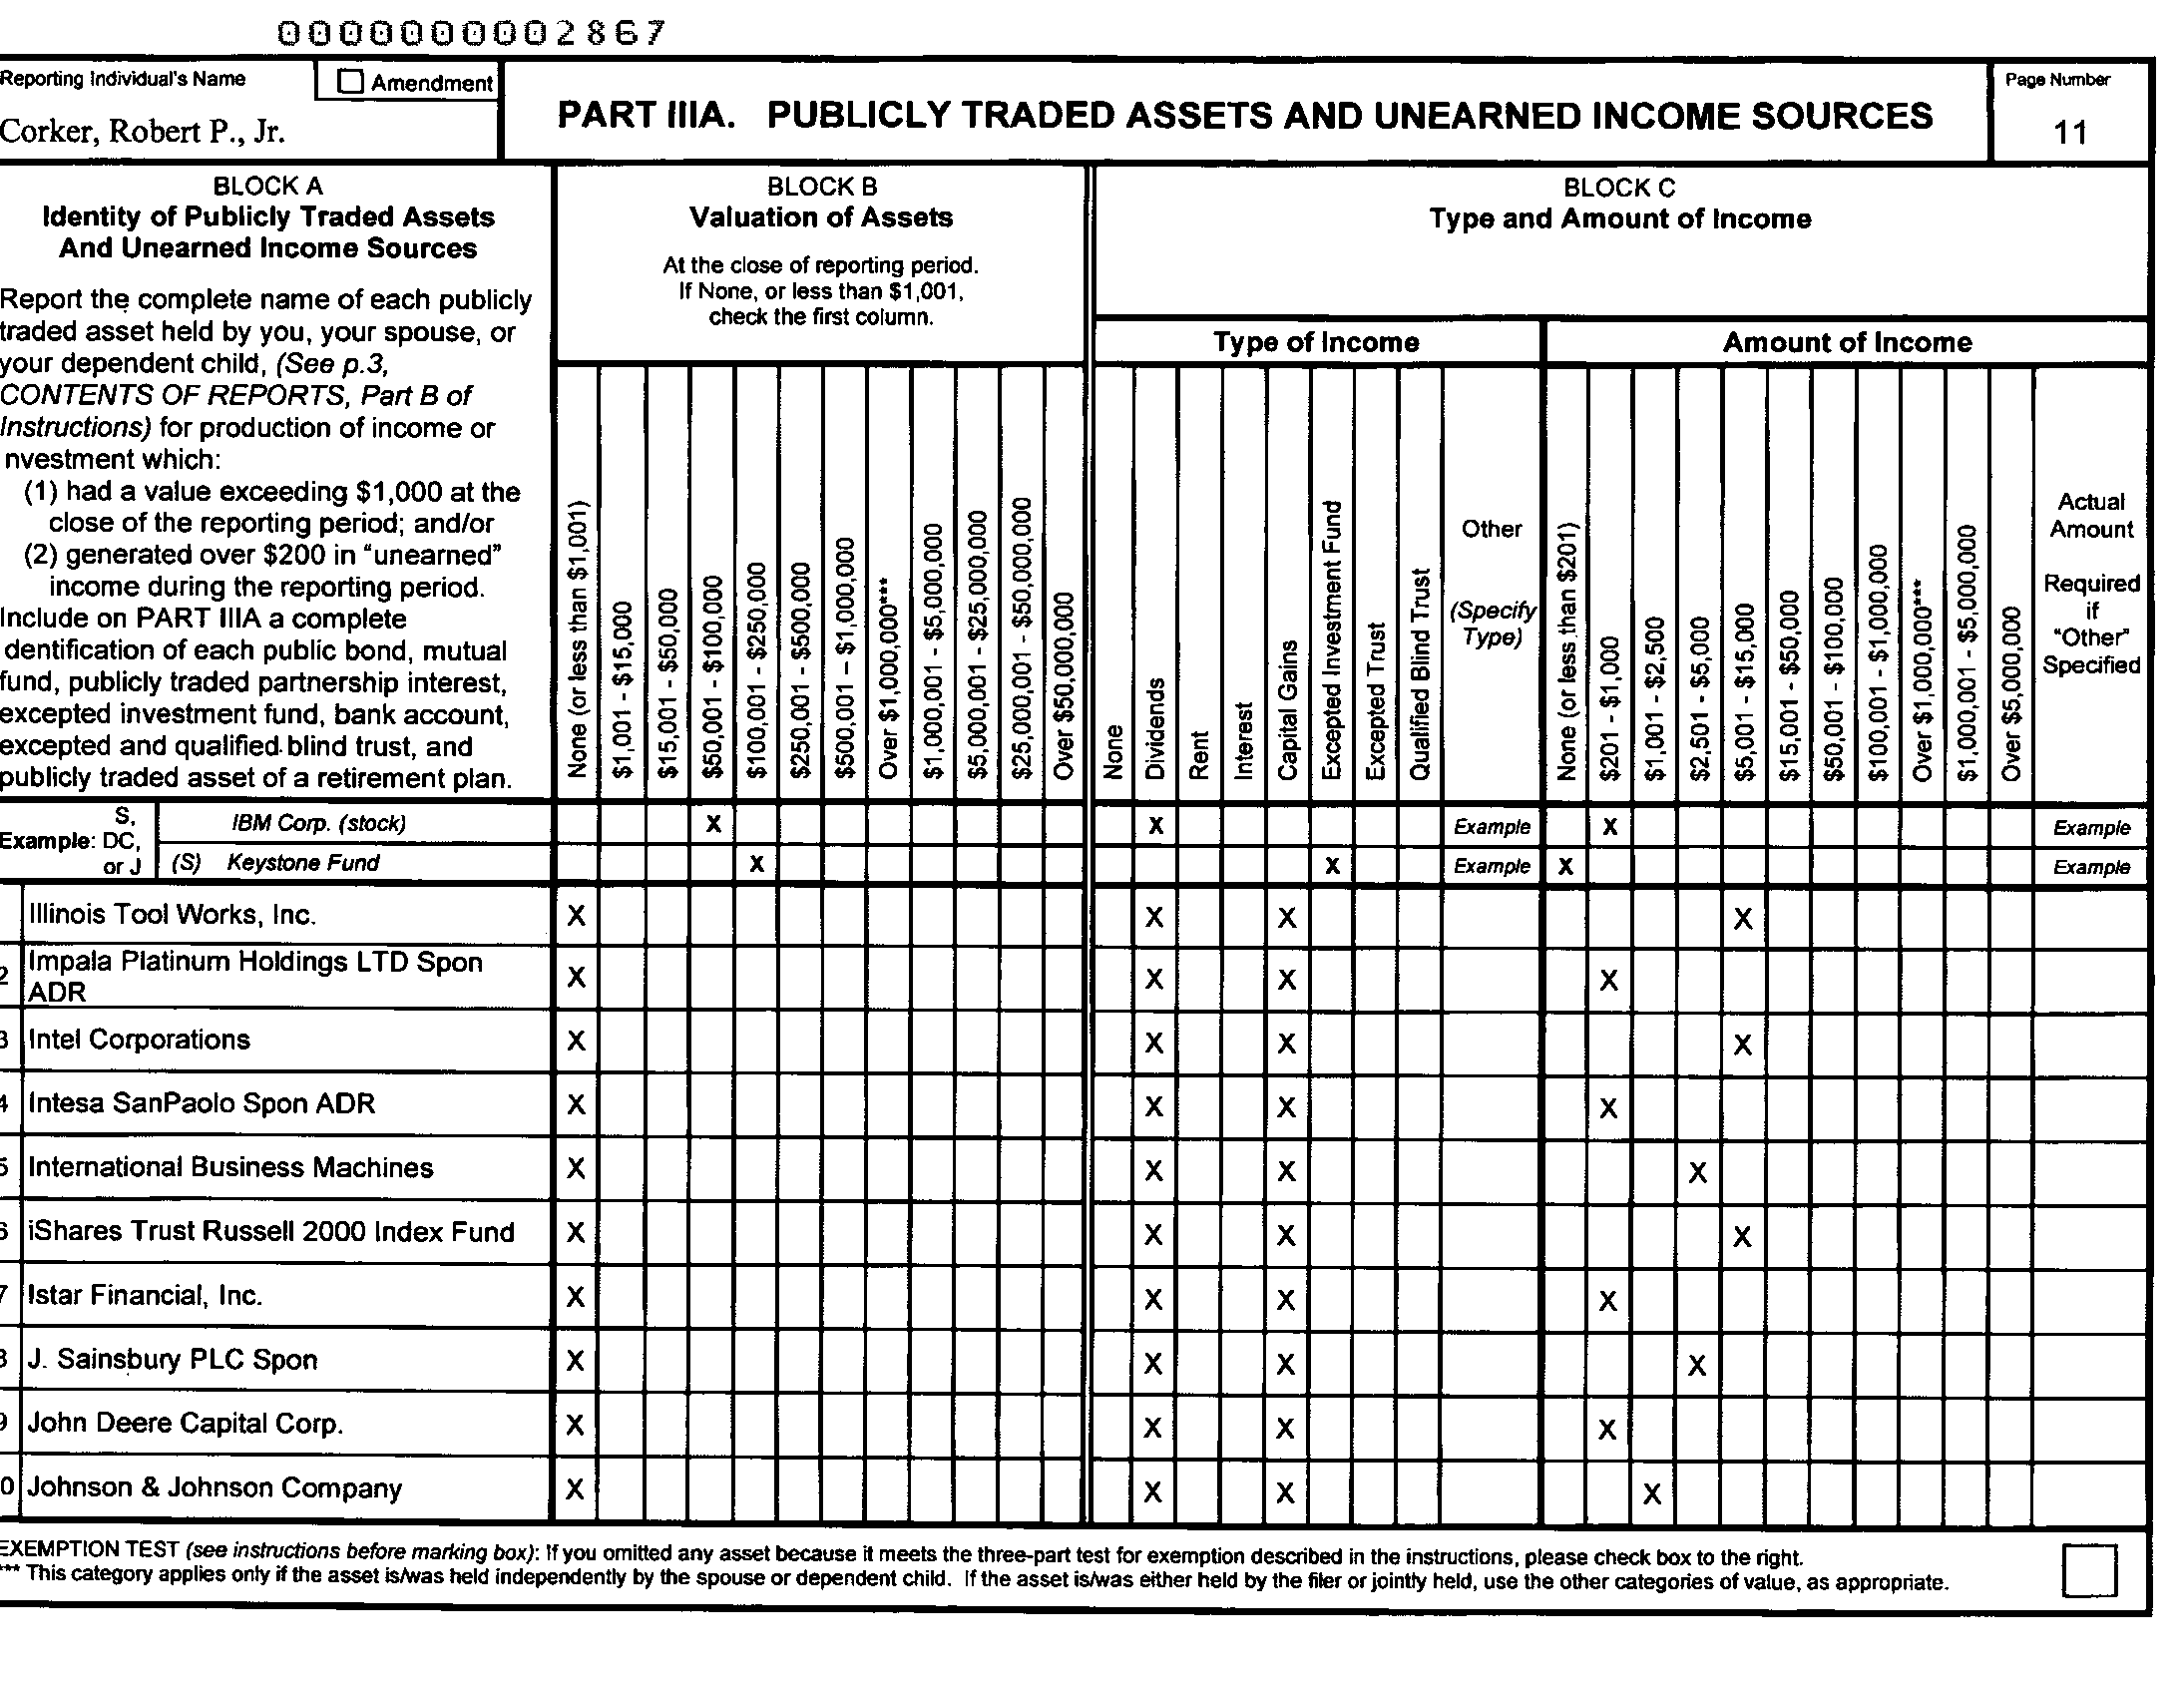 0000000002867
Reporting Individual's Name
Amendment
Corker, Robert P., Jr.
PART IIIA. PUBLICLY TRADED ASSETS AND UNEARNED INCOME SOURCES
Page Number
11
BLOCK A
Identity of Publicly Traded Assets
And Unearned Income Sources
Report the complete name of each publicly
traded asset held by you, your spouse, or
your dependent child, (See p.3,
CONTENTS OF REPORTS, Part B of
Instructions) for production of income or
nvestment which:
(1) had a value exceeding $1,000 at the
close of the reporting period; and/or
(2) generated over $200 in "unearned"
income during the reporting period.
Include on PART IIIA a complete
dentification of each public bond, mutual
fund, publicly traded partnership interest,
excepted investment fund, bank account,
excepted and qualified blind trust, and
publicly traded asset of a retirement plan.
BLOCK B
Valuation of Assets
At the close of reporting period.
If None, or less than $1,001,
check the first column.
None (or less than $1,001)
$1,001 - $15,000
$15,001 - $50,000
$50,001 - $100,000
$100,001 - $250,000
$250,001 - $500,000
$500,001 – $1,000,000
Over $1,000,000***
$1,000,001 - $5,000,000
$5,000,001 - $25,000,000
$25,000,001 - $50,000,000
Over $50,000,000
BLOCK C
Type and Amount of Income
Type of Income
None
Dividends
Rent
Interest
Capital Gains
Excepted Investment Fund
Excepted Trust
Qualified Blind Trust
Other
(Specify
Type)
Amount of Income
None (or less than $201)
$201 - $1,000
$1,001 - $2,500
$2,501 - $5,000
$5,001 - $15,000
$15,001 - $50,000
$50,001 - $100,000
$100,001 - $1,000,000
Over $1,000,000***
$1,000,001 - $5,000,000
Over $5,000,000
Actual
Amount
Required
if
"Other"
Specified
Example:
S,
DC,
or J
IBM Corp. (stock) X X Example X Example
(S) Keystone Fund X X Example X Example
Illinois Tool Works, Inc. X X X X
2 Impala Platinum Holdings LTD Spon
ADR X X X X
3 Intel Corporations X X X X
4 Intesa SanPaolo Spon ADR X X X X
5 International Business Machines X X X X
6 iShares Trust Russell 2000 Index Fund X X X X
7 Istar Financial, Inc. X X X X
8 J. Sainsbury PLC Spon X X X X
9 John Deere Capital Corp. X X X X
0 Johnson & Johnson Company X X X X
EXEMPTION TEST (see instructions before marking box): If you omitted any asset because it meets the three-part test for exemption described in the instructions, please check box to the right.
*** This category applies only if the asset is/was held independently by the spouse or dependent child. If the asset is/was either held by the filer or jointly held, use the other categories of value, as appropriate.